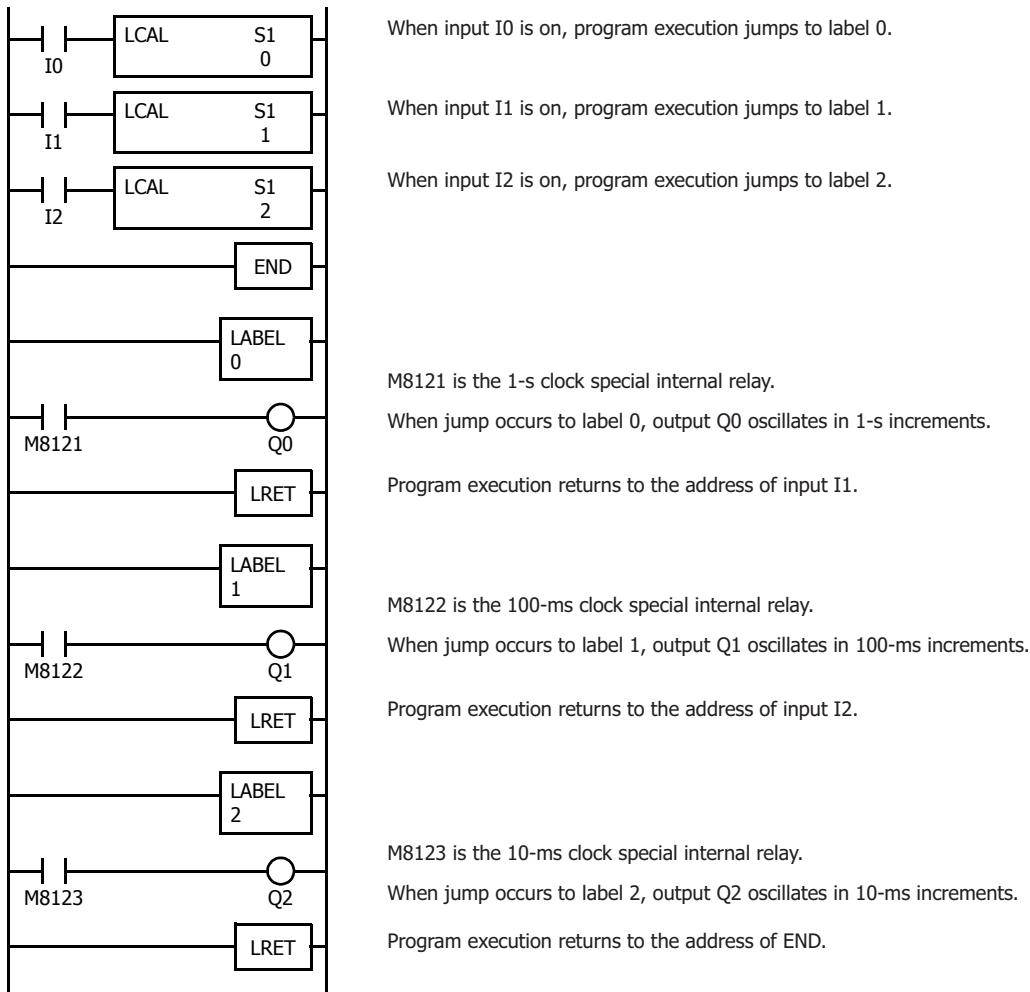 LCAL S1 When input I0 is on, program execution jumps to label 0.
0
I0
LCAL S1 When input I1 is on, program execution jumps to label 1.
1
I1
LCAL S1 When input I2 is on, program execution jumps to label 2.
2
I2
END
LABEL
0
M8121 is the 1-s clock special internal relay.
When jump occurs to label 0, output Q0 oscillates in 1-s increments.
M8121 Q0
LRET Program execution returns to the address of input I1.
LABEL
1
M8122 is the 100-ms clock special internal relay.
When jump occurs to label 1, output Q1 oscillates in 100-ms increments.
M8122 Q1
LRET Program execution returns to the address of input I2.
LABEL
2
M8123 is the 10-ms clock special internal relay.
When jump occurs to label 2, output Q2 oscillates in 10-ms increments.
M8123 Q2
LRET Program execution returns to the address of END.